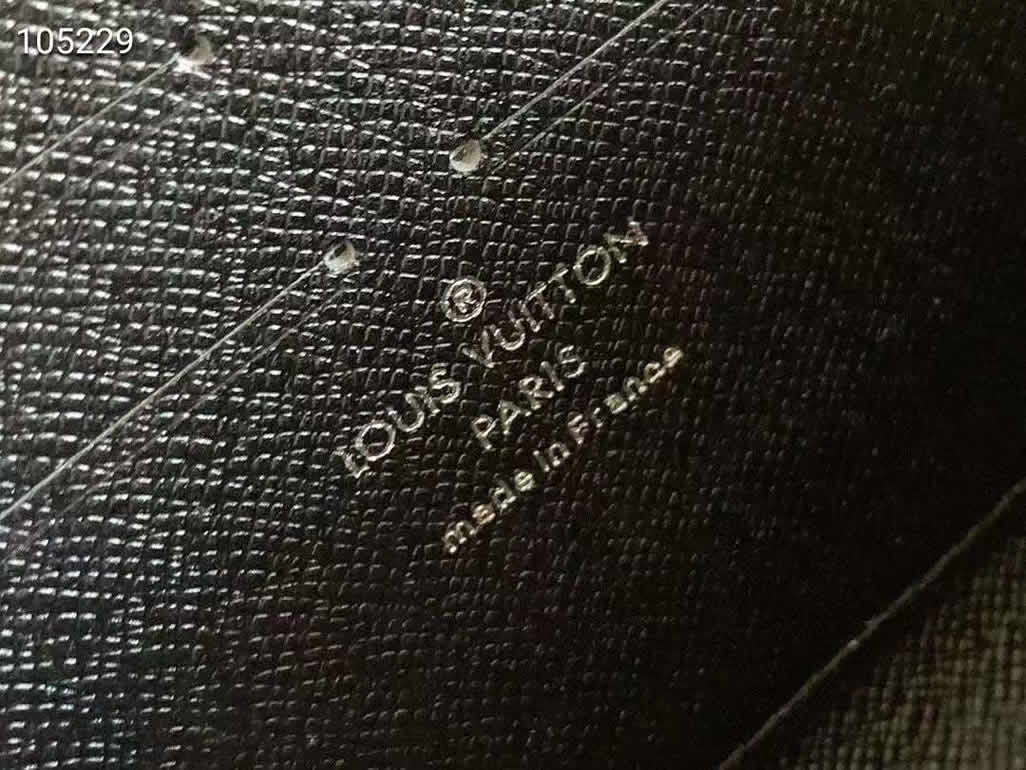 105229
®
LOUIS VUITTON
PARIS
made in France